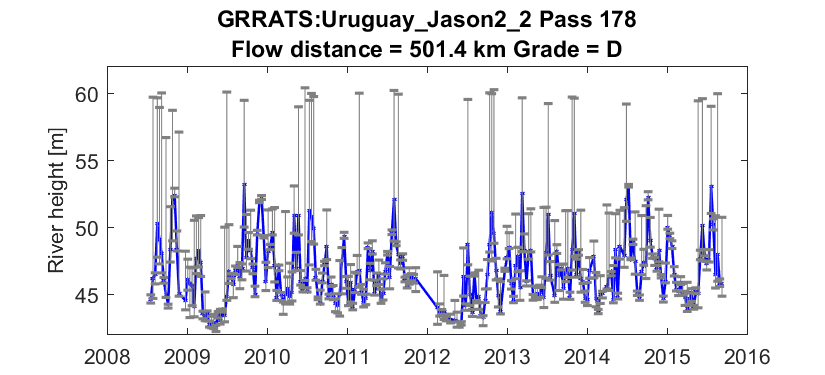 GRRATS:Uruguay_Jason2_2 Pass 178
Flow distance = 501.4 km Grade = D
River height [m]
60
55
50
45
2008 2009 2010 2011 2012 2013 2014 2015 2016